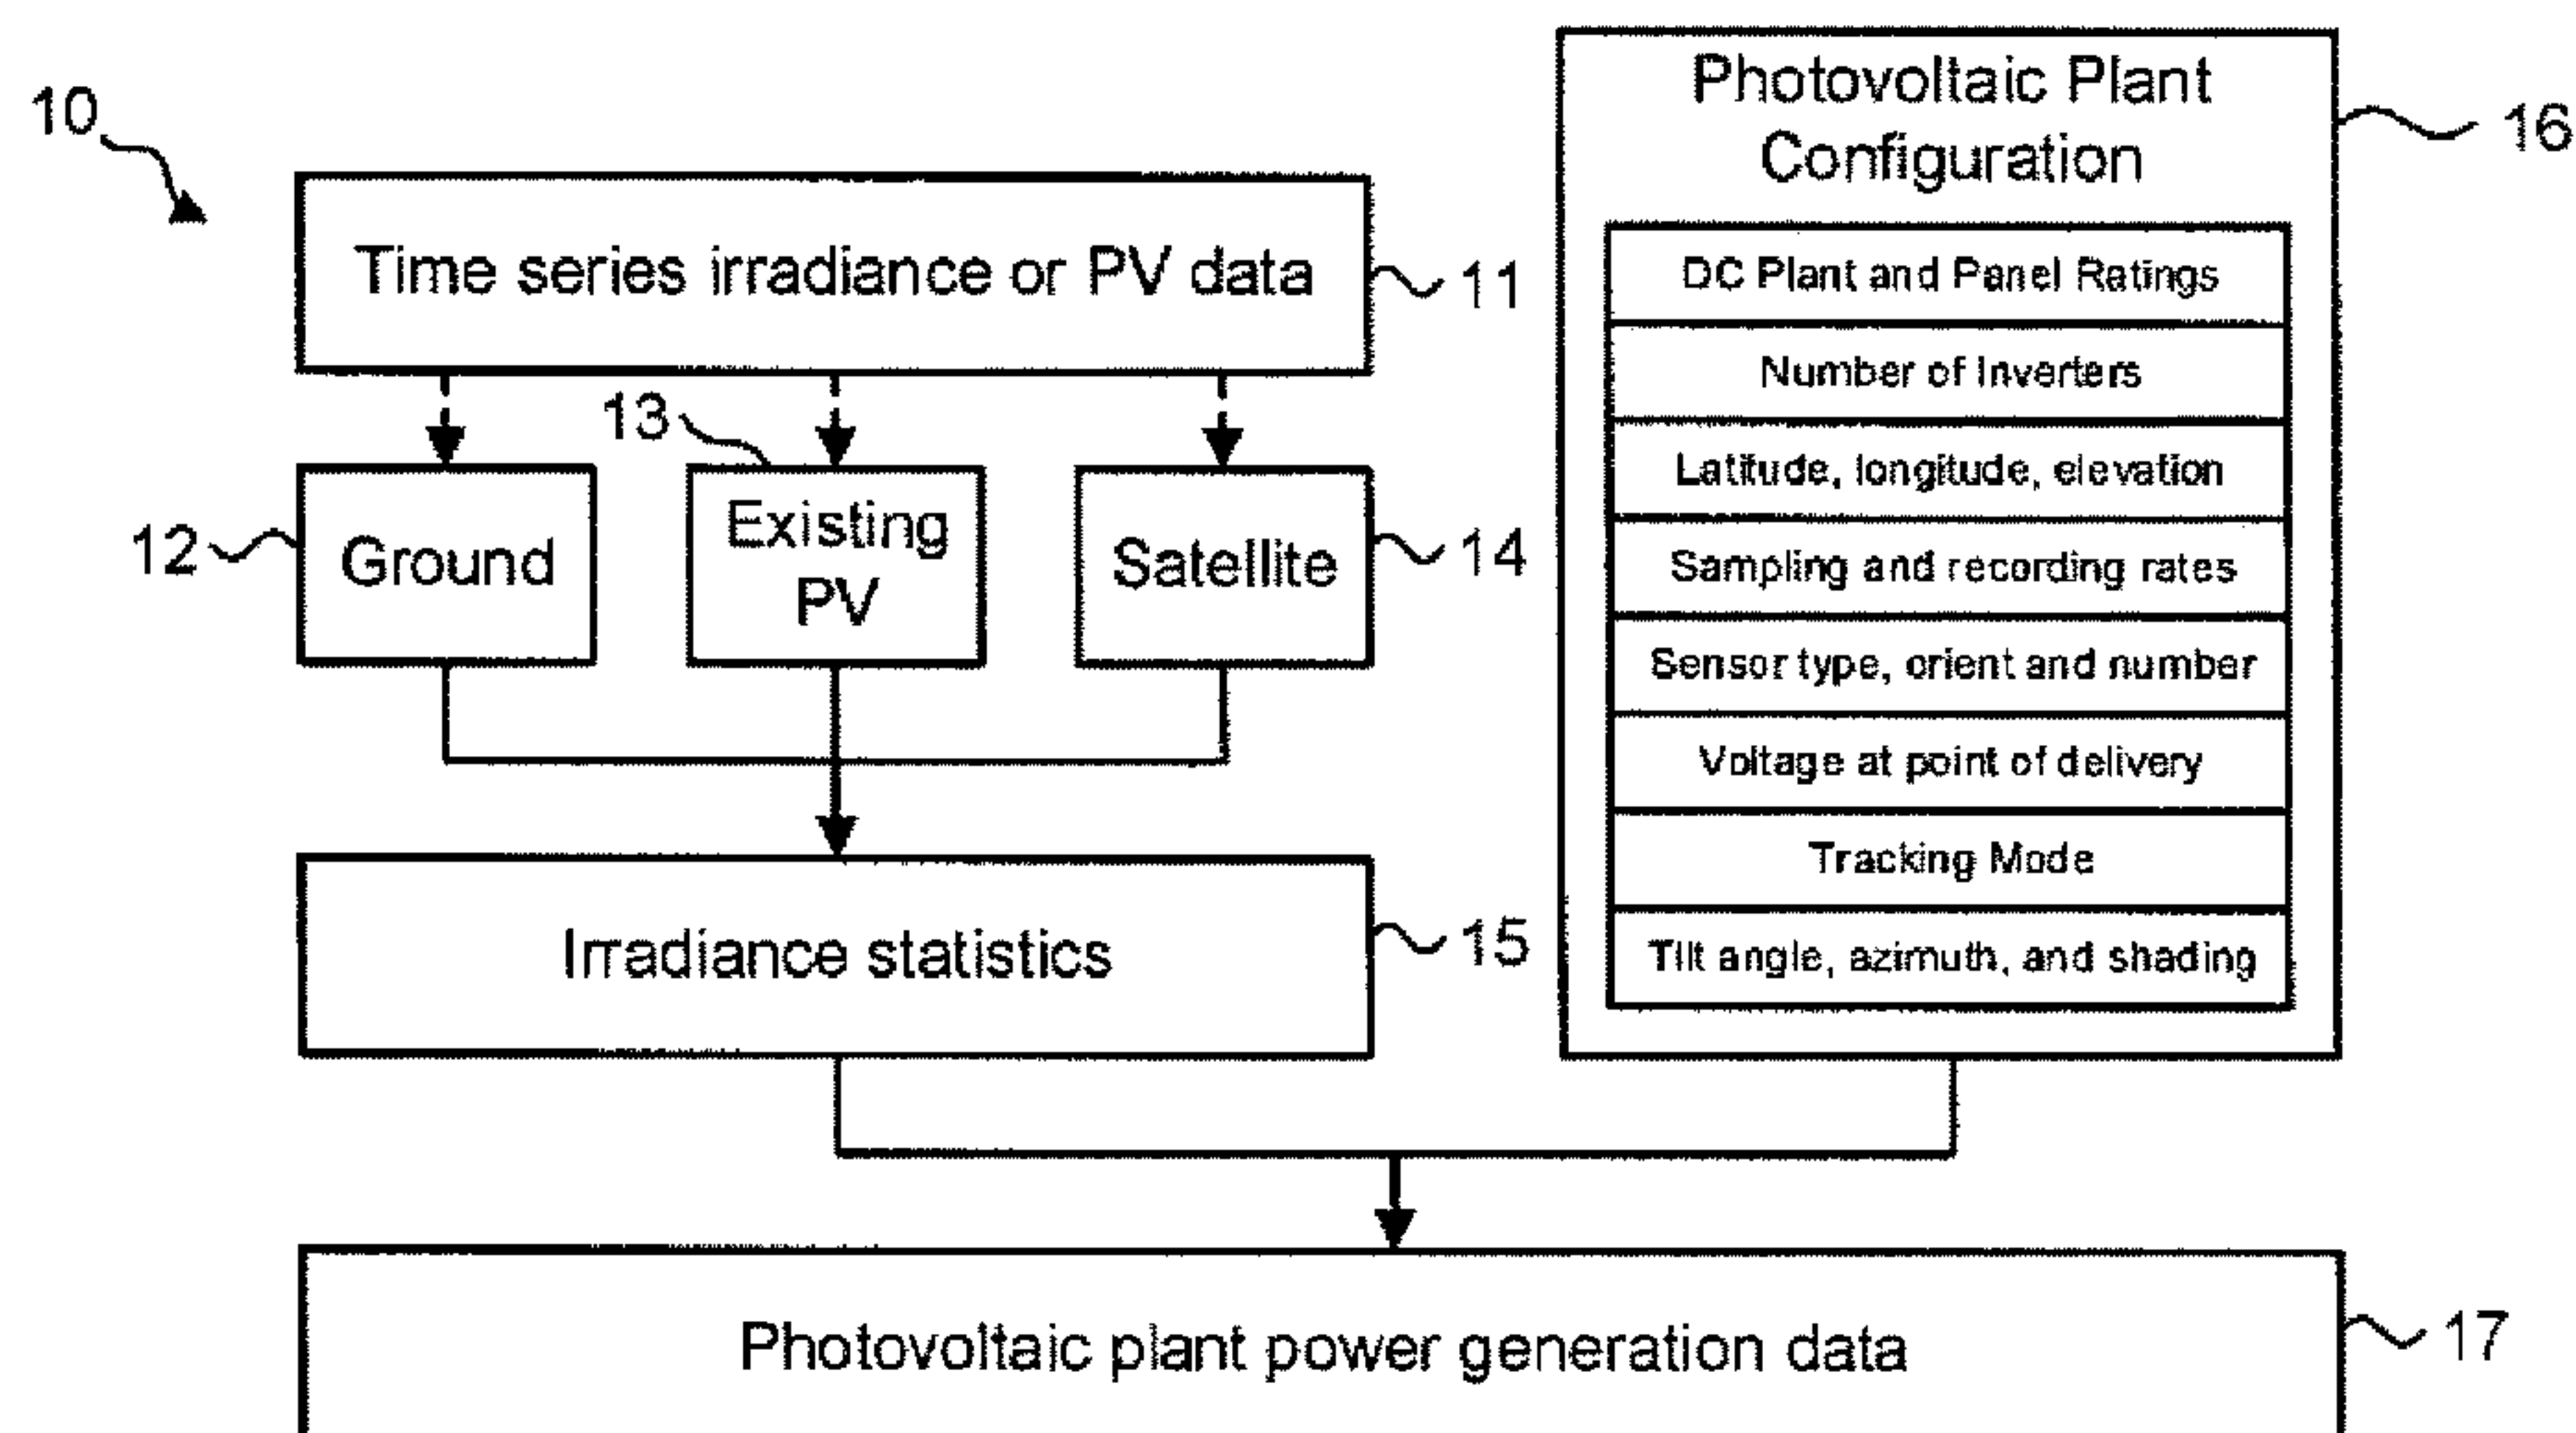 10
Time series irradiance or PV data
11
12
Ground
13
Existing
PV
Satellite
14
Irradiance statistics
15
Photovoltaic Plant
Configuration
16
DC Plant and Panel Ratings
Number of Inverters
Latitude, longitude, elevation
Sampling and recording rates
Sensor type, orient and number
Voltage at point of delivery
Tracking Mode
Tilt angle, azimuth, and shading
Photovoltaic plant power generation data
17